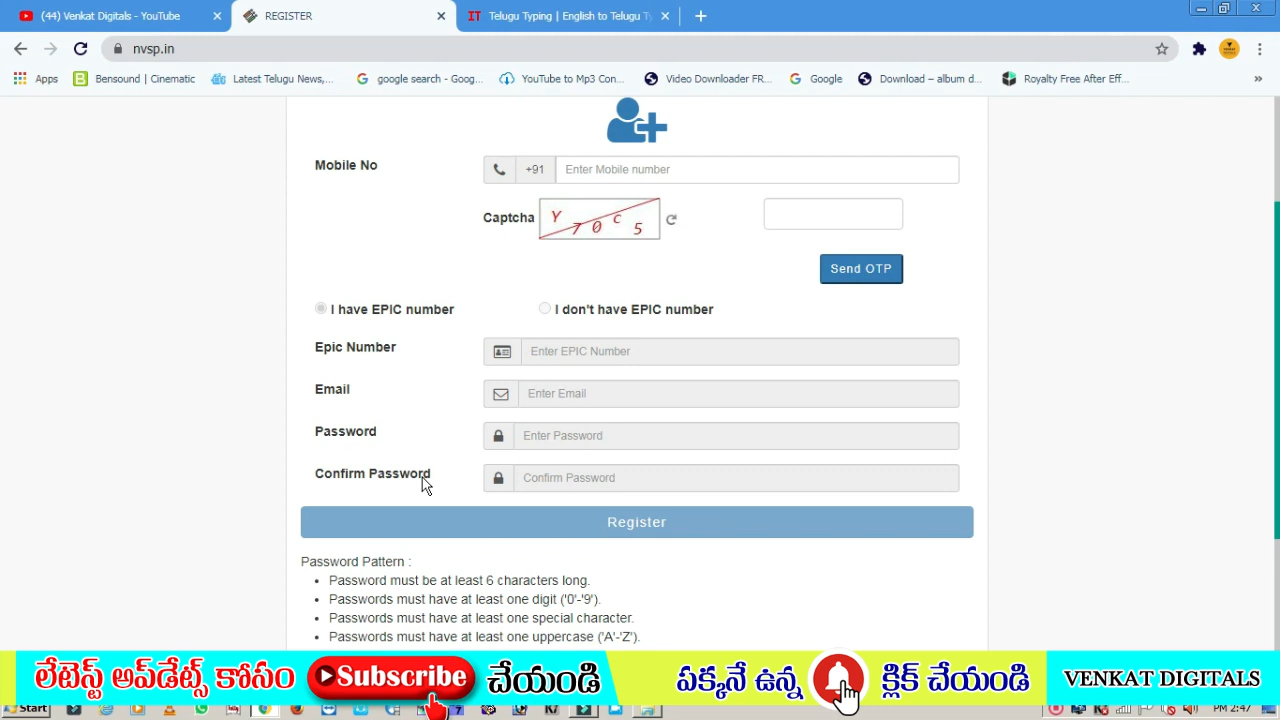 (44) Venkat Digitals - YouTube
REGISTER
Telugu Typing | English to Telugu Ty
nvsp.in
Apps
Bensound | Cinematic
Latest Telugu News,...
google search - Goog...
YouTube to Mp3 Con...
Video Downloader FR...
Google
Download – album d...
Royalty Free After Eff...
»
Mobile No
+91
Enter Mobile number
Captcha
Y 7 0 C 5
Send OTP
I have EPIC number
I don't have EPIC number
Epic Number
Enter EPIC Number
Email
Enter Email
Password
Enter Password
Confirm Password
Confirm Password
Register
Password Pattern :
Password must be at least 6 characters long.
Passwords must have at least one digit ('0'-'9').
Passwords must have at least one special character.
Passwords must have at least one uppercase ('A'-'Z').
లేటెస్ట్ అప్‌డేట్స్ కోసం
Subscribe
చేయండి
పక్కనే ఉన్న
క్లిక్ చేయండి
VENKAT DIGITALS
Start
PM 2:47